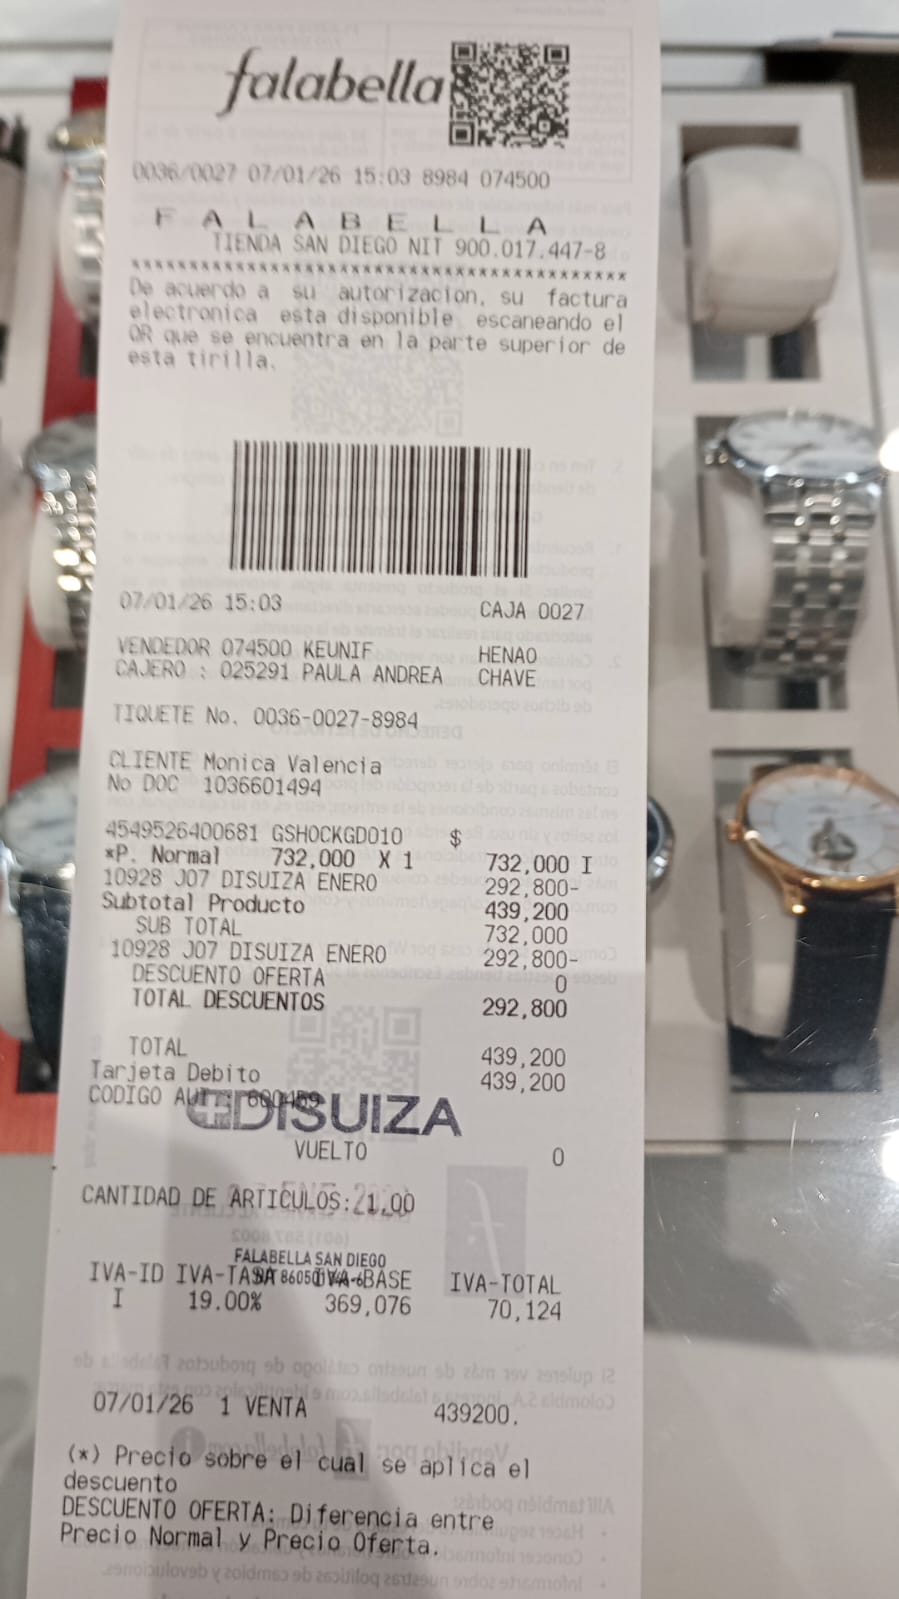 falabella
0036/0027 07/01/26 15:03 8984 074500
F A L A B E L L A
TIENDA SAN DIEGO NIT 900.017.447-8
*****************************************
De acuerdo a su autorizacion, su factura
electronica esta disponible escaneando el
QR que se encuentra en la parte superior de
esta tirilla.
07/01/26 15:03 CAJA 0027
VENDEDOR 074500 KEUNIF HENAO
CAJERO : 025291 PAULA ANDREA CHAVE
TIQUETE No. 0036-0027-8984
CLIENTE Monica Valencia
No DOC 1036601494
4549526400681 GSHOCKGD010 $
*P. Normal 732,000 X 1 732,000 I
10928 J07 DISUIZA ENERO 292,800-
Subtotal Producto 439,200
SUB TOTAL 732,000
10928 J07 DISUIZA ENERO 292,800-
DESCUENTO OFERTA 0
TOTAL DESCUENTOS 292,800
TOTAL 439,200
Tarjeta Debito 439,200
CODIGO AUT
DISUIZA
VUELTO 0
CANTIDAD DE ARTICULOS:
FALABELLA SAN DIEGO
IVA-ID IVA-TASA IVA-BASE IVA-TOTAL
I 19.00% 369,076 70,124
07/01/26 1 VENTA 439200.
(*) Precio sobre el cual se aplica el
descuento
DESCUENTO OFERTA: Diferencia entre
Precio Normal y Precio Oferta.